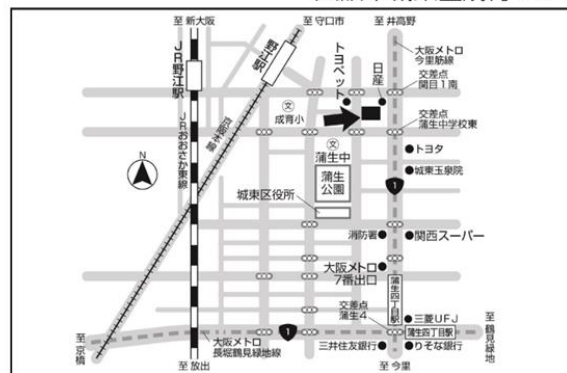 至 新大阪
至 守口市
至 井高野
JR野江駅
野江駅
トヨペット
日産
大阪メトロ
今里筋線
交差点
関目1南
文
成育小
交差点
蒲生中学校東
JRおおさか東線
京阪本線
文
蒲生中
トヨタ
城東玉泉院
N
蒲生
公園
1
城東区役所
消防署
関西スーパー
大阪メトロ
7番出口
蒲生四丁目駅
交差点
蒲生4
三菱UFJ
蒲生四丁目駅
至 京橋
1
至 鶴見緑地
大阪メトロ
長堀鶴見緑地線
三井住友銀行
りそな銀行
至 放出
至 今里